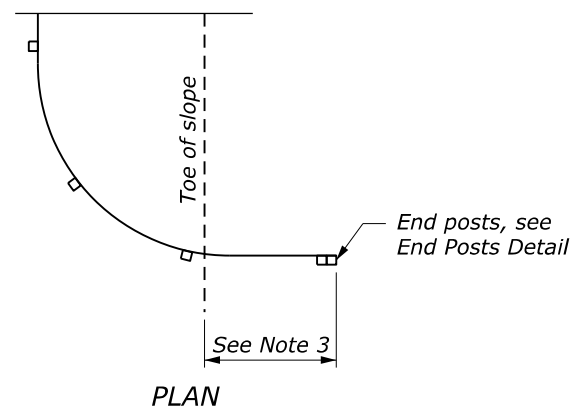 Toe of slope
End posts, see
End Posts Detail
See Note 3
PLAN